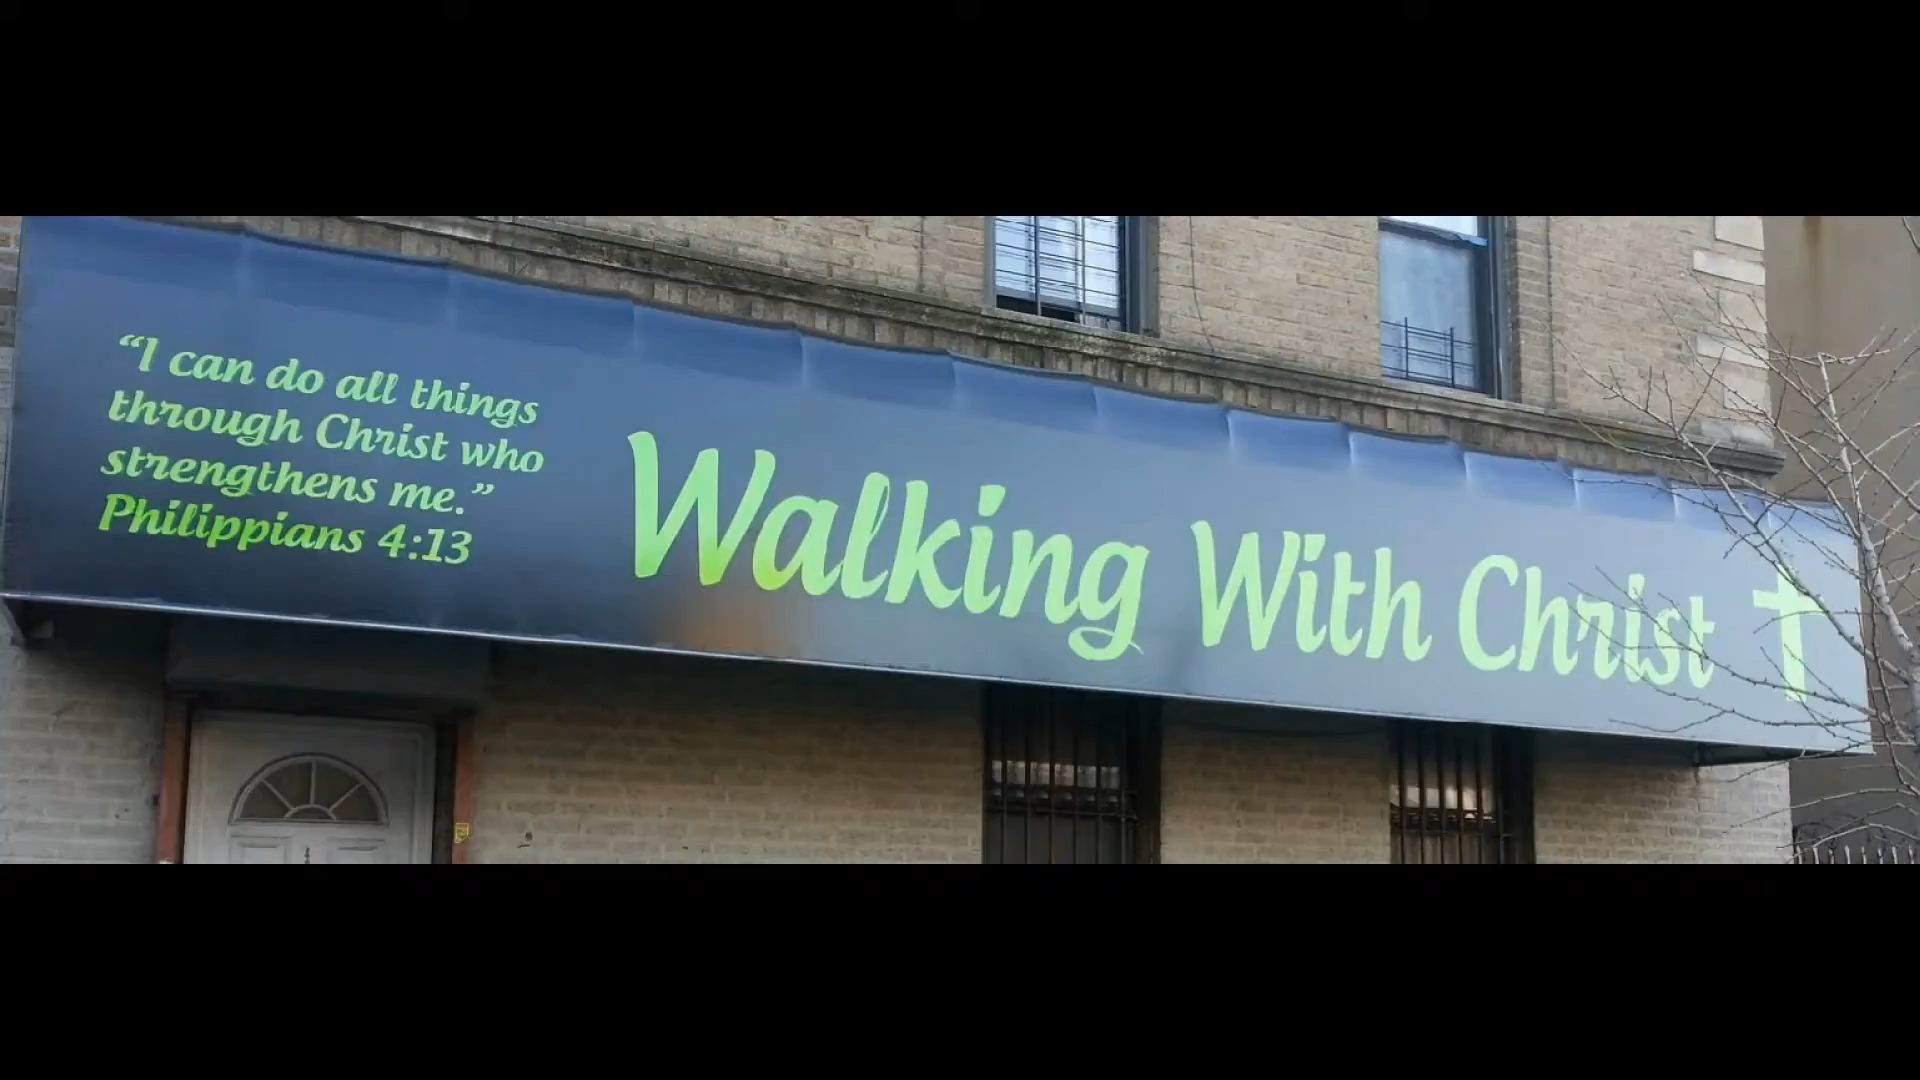 “I can do all things
through Christ who
strengthens me.”
Philippians 4:13
Walking With Christ